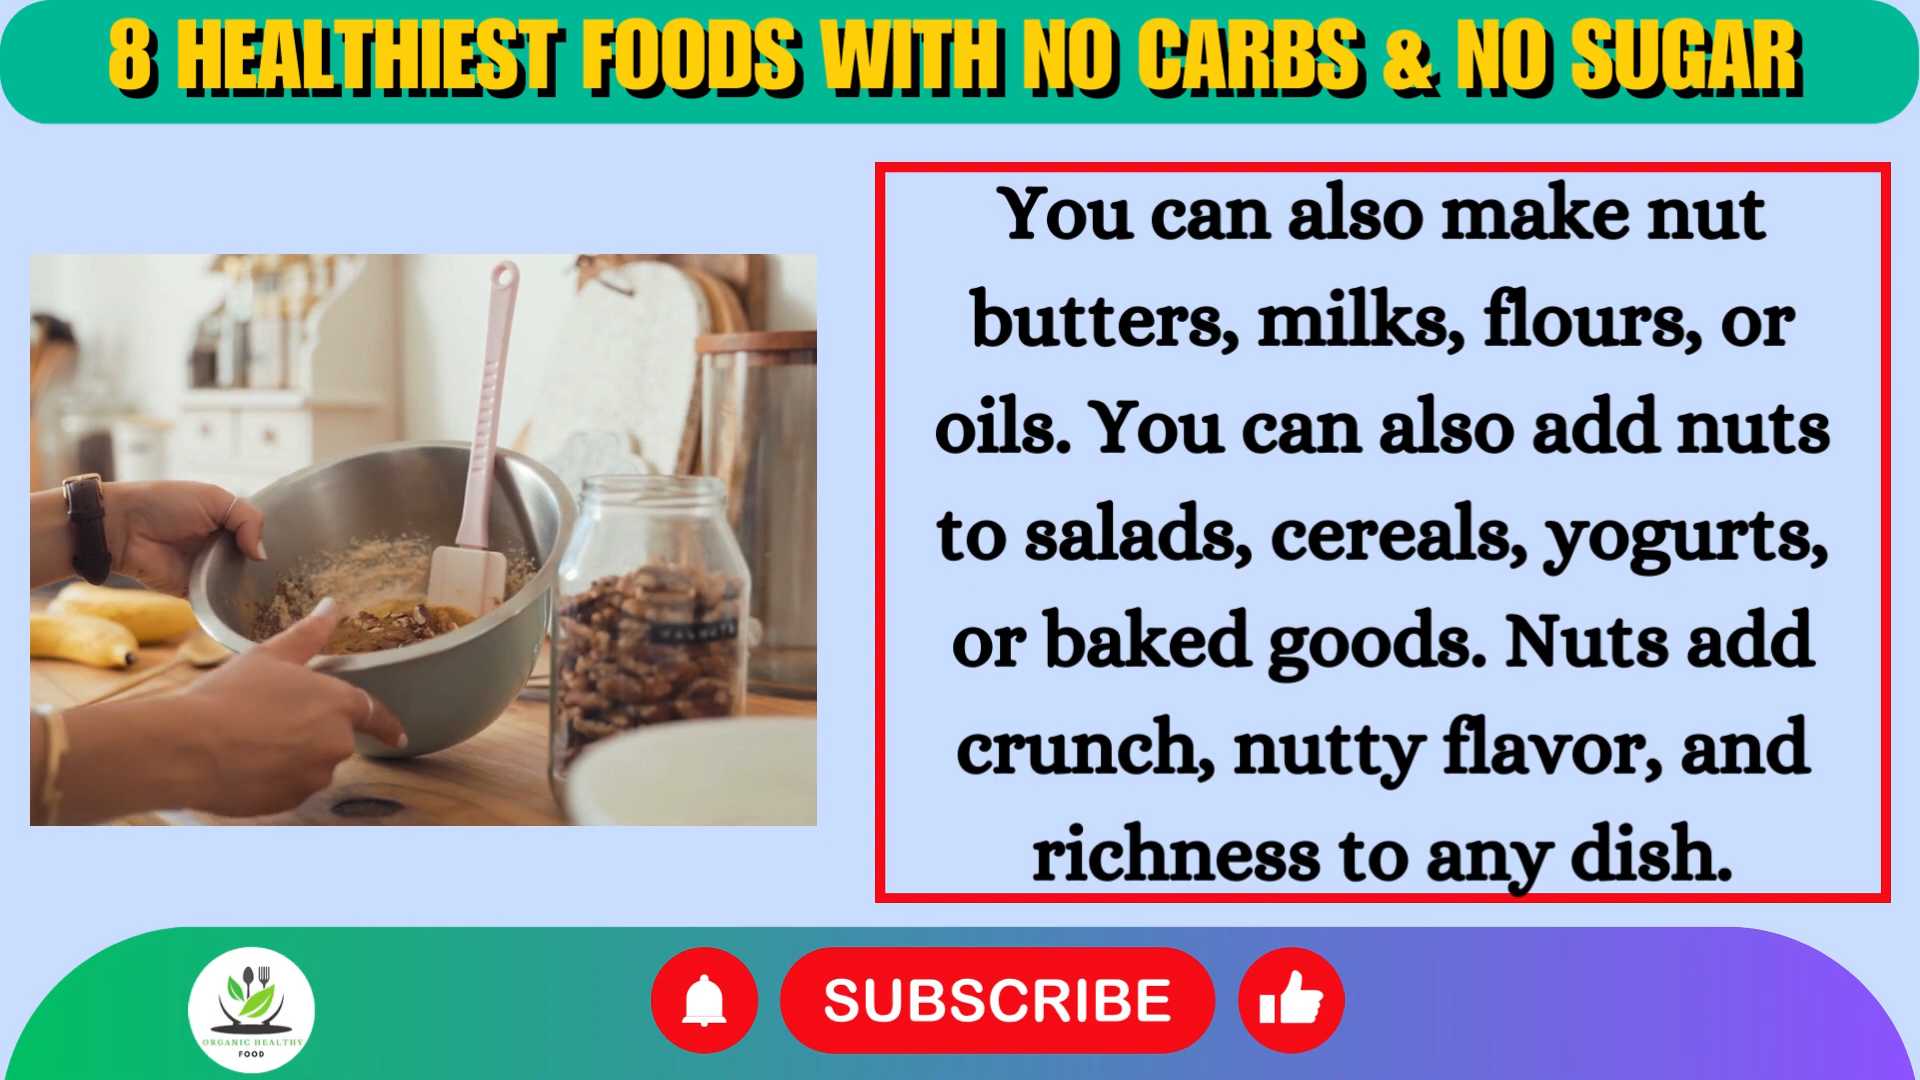 8 HEALTHIEST FOODS WITH NO CARBS & NO SUGAR
You can also make nut
butters, milks, flours, or
oils. You can also add nuts
to salads, cereals, yogurts,
or baked goods. Nuts add
crunch, nutty flavor, and
richness to any dish.
WALNUTS
ORGANIC HEALTHY
FOOD
SUBSCRIBE